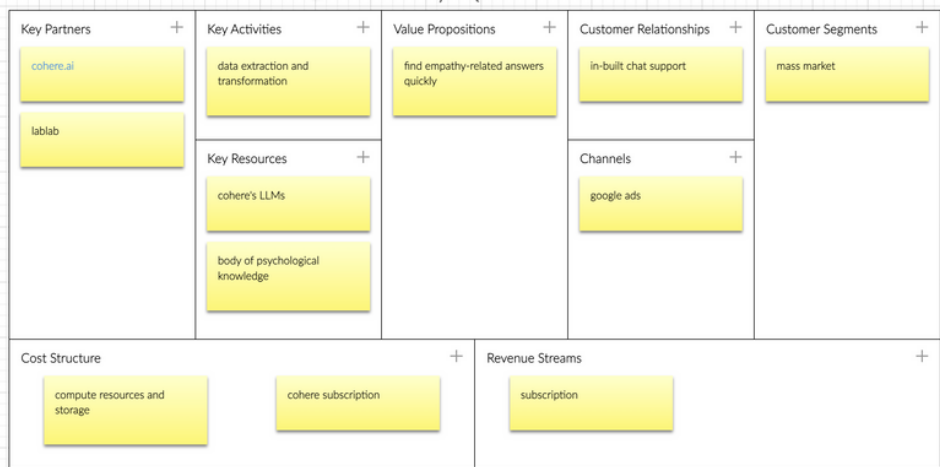 Key Partners
cohere.ai
lablab
Key Activities
data extraction and
transformation
Key Resources
cohere's LLMs
body of psychological
knowledge
Value Propositions
find empathy-related answers
quickly
Customer Relationships
in-built chat support
Channels
google ads
Customer Segments
mass market
Cost Structure
compute resources and
storage
cohere subscription
Revenue Streams
subscription